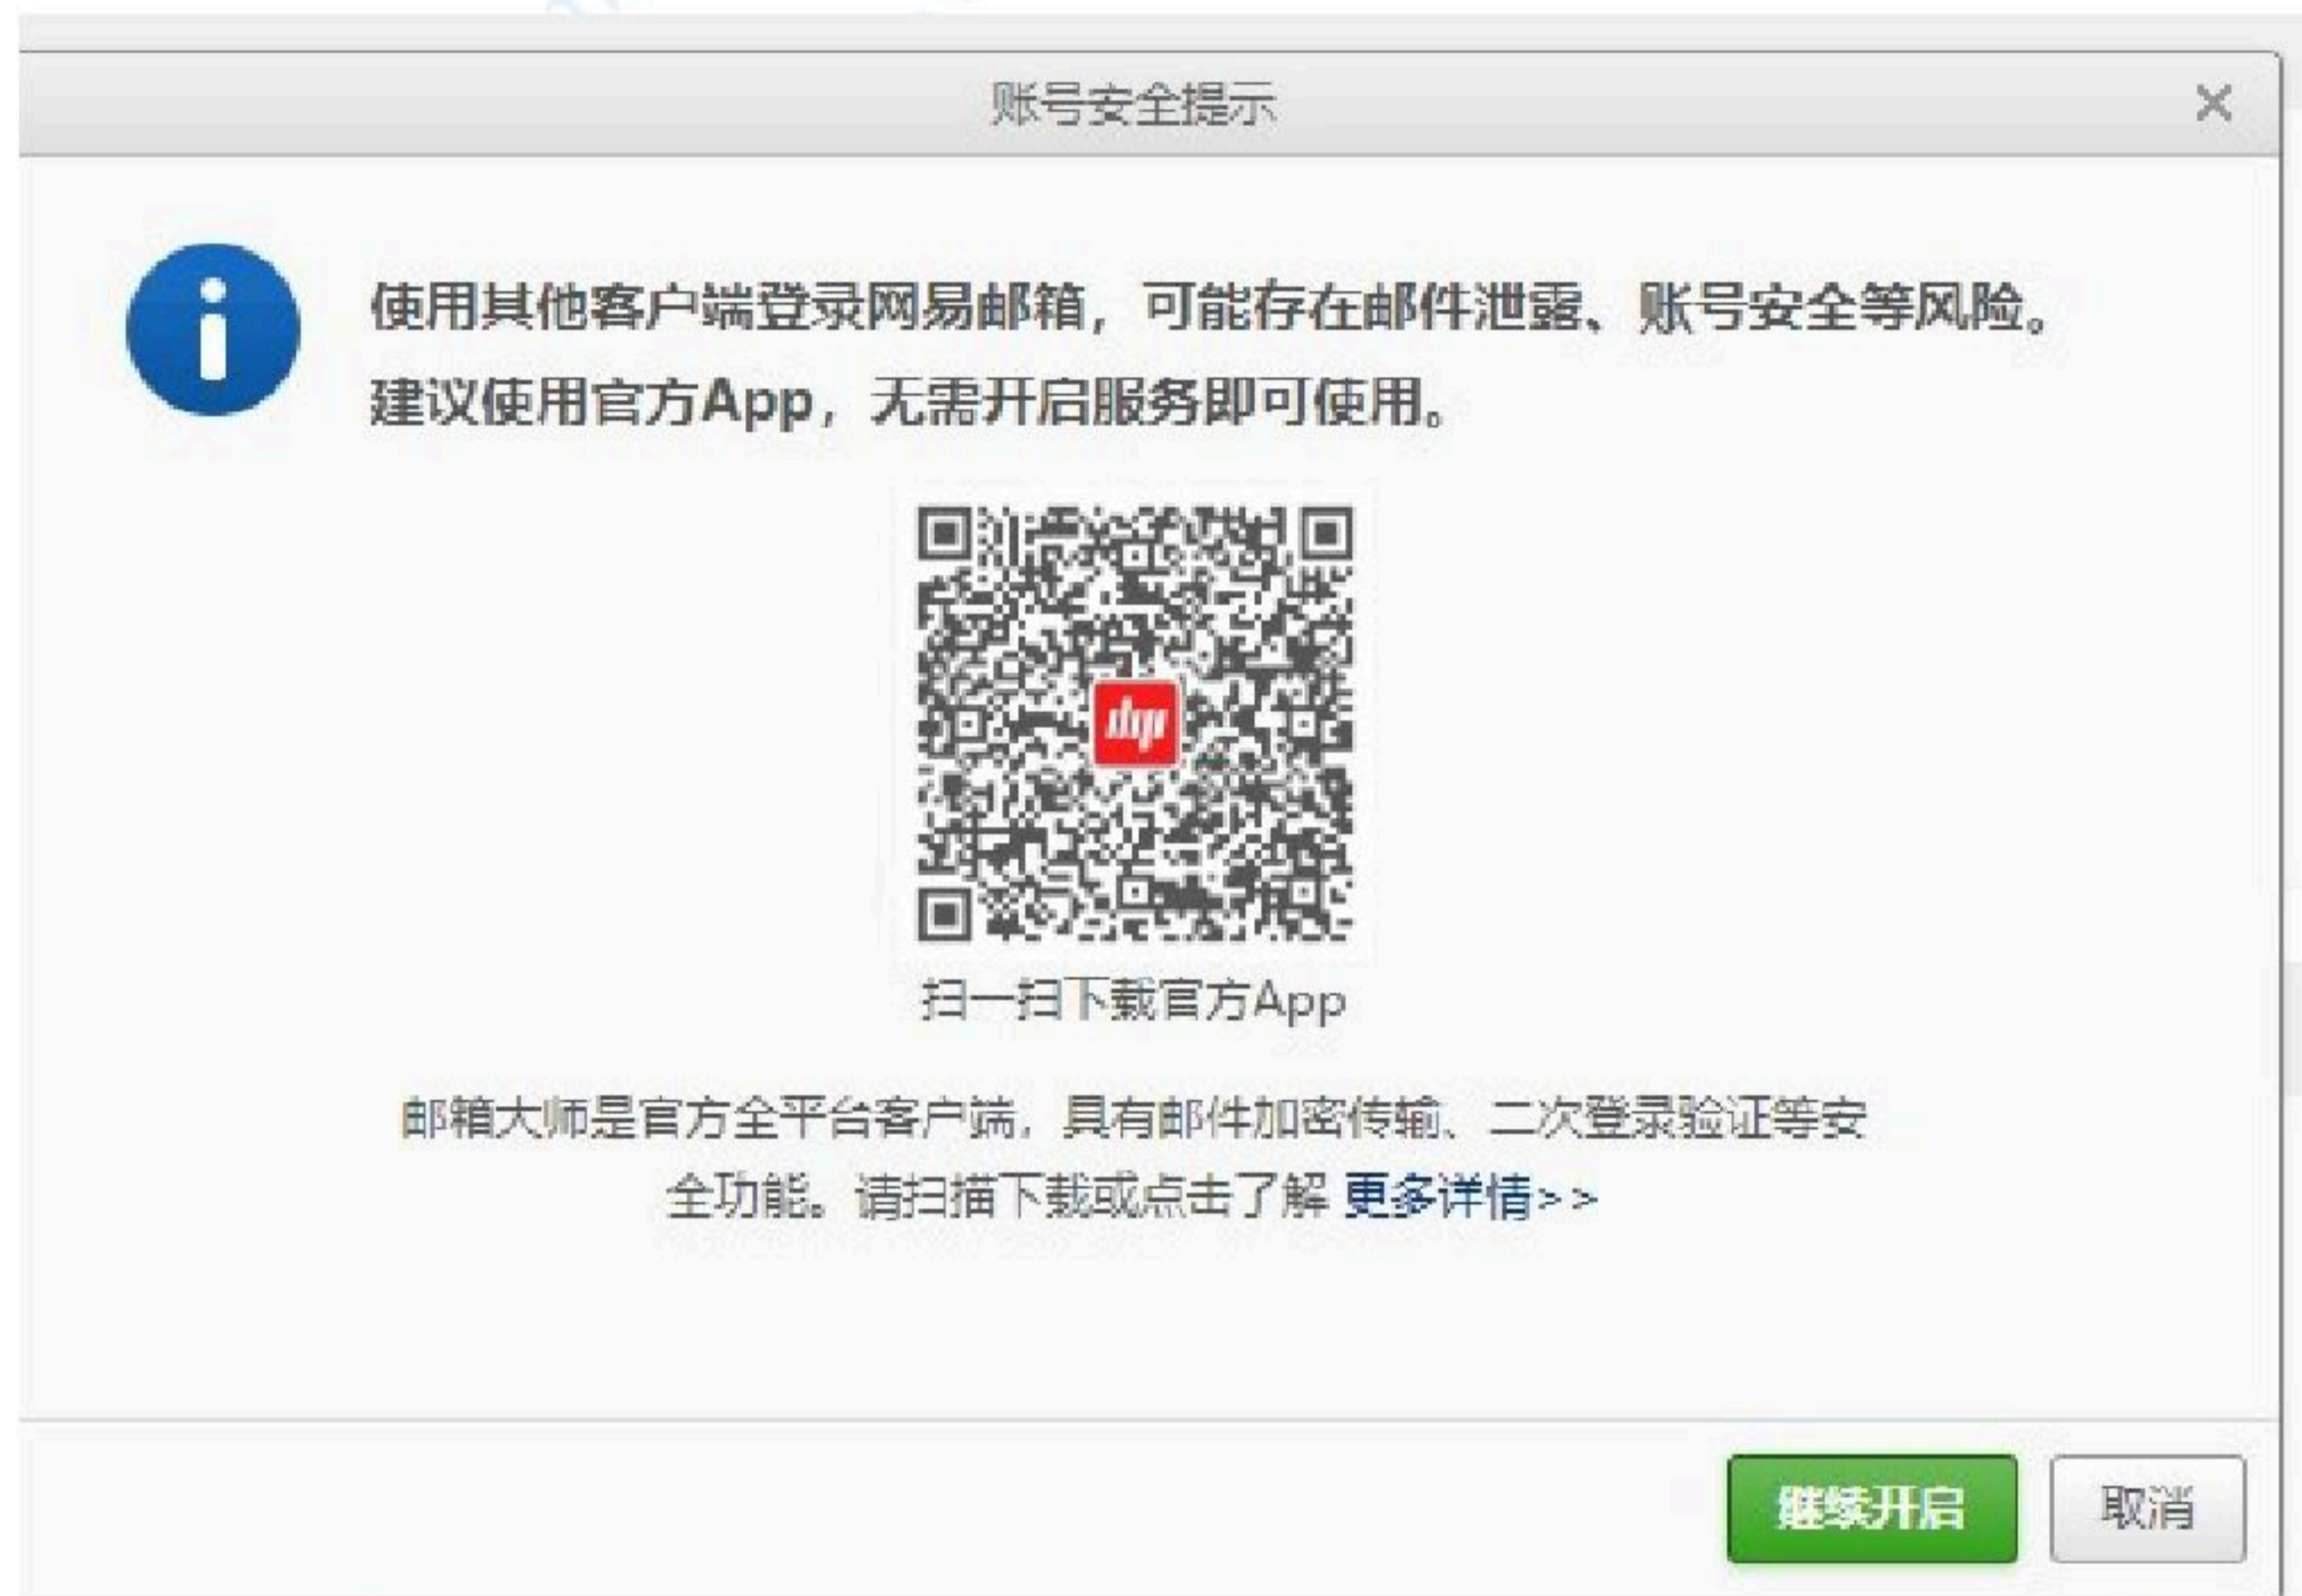 账号安全提示
使用其他客户端登录网易邮箱，可能存在邮件泄露、账号安全等风险。
建议使用官方App，无需开启服务即可使用。
扫一扫下载官方App
邮箱大师是官方全平台客户端，具有邮件加密传输、二次登录验证等安
全功能。请扫描下载或点击了解 更多详情>>
继续开启 取消